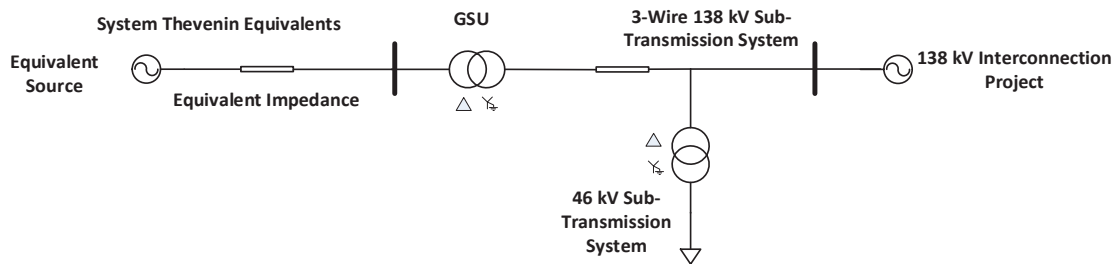 System Thevenin Equivalents
GSU
3-Wire 138 kV Sub-
Transmission System
Equivalent
Source
138 kV Interconnection
Project
Equivalent Impedance
46 kV Sub-
Transmission
System